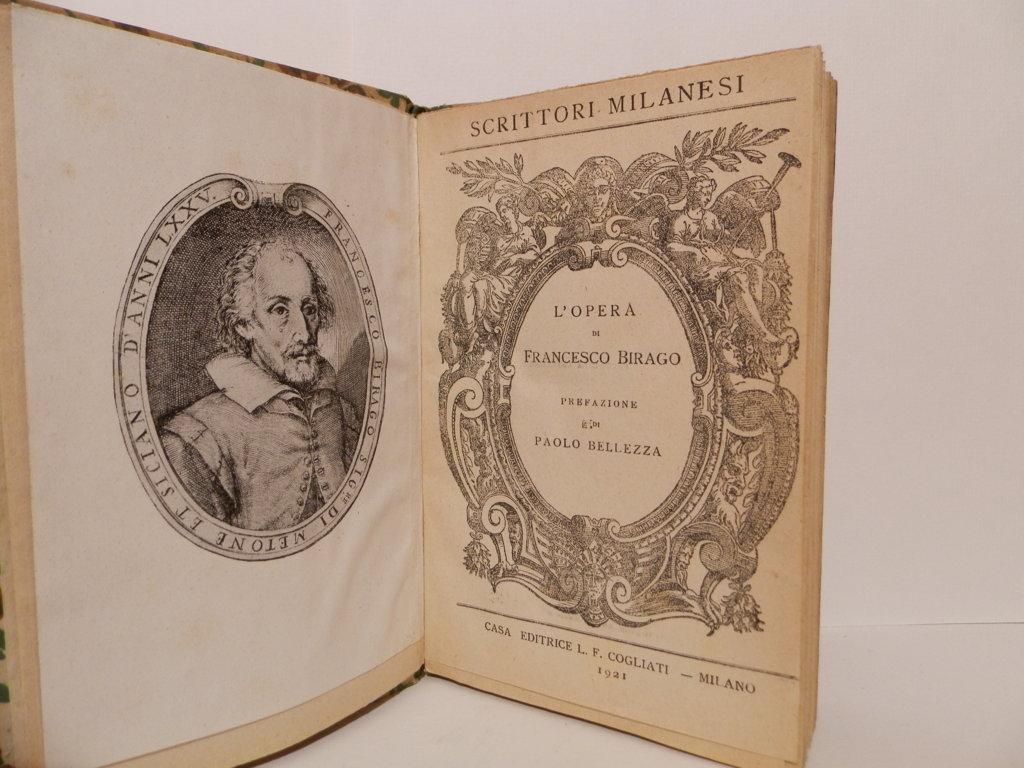 FRANCESCO BIRAGO SIG.RE DI METONE ET SICIANO D'ANNI LXXV.
SCRITTORI MILANESI
L'OPERA
DI
FRANCESCO BIRAGO
PREFAZIONE
DI
PAOLO BELLEZZA
CASA EDITRICE L. F. COGLIATI — MILANO
1921